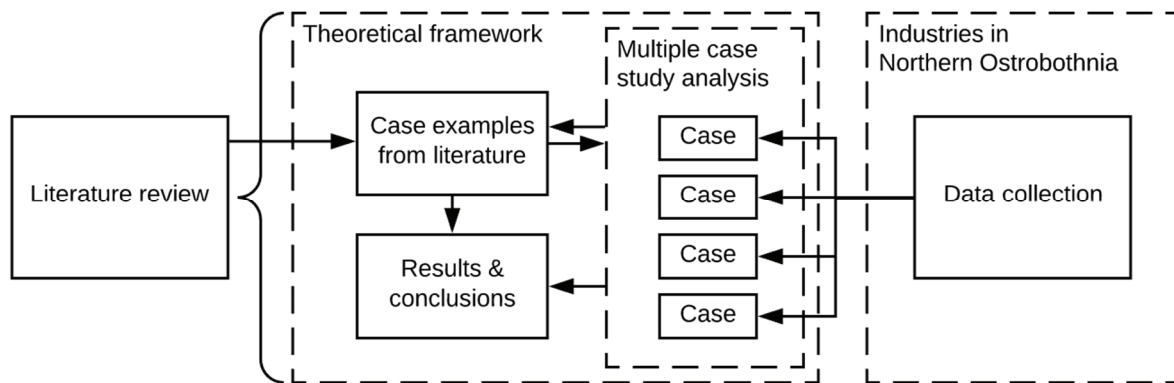 Theoretical framework
Multiple case
study analysis
Industries in
Northern Ostrobothnia
Literature review
Case examples
from literature
Results &
conclusions
Case
Case
Case
Case
Data collection